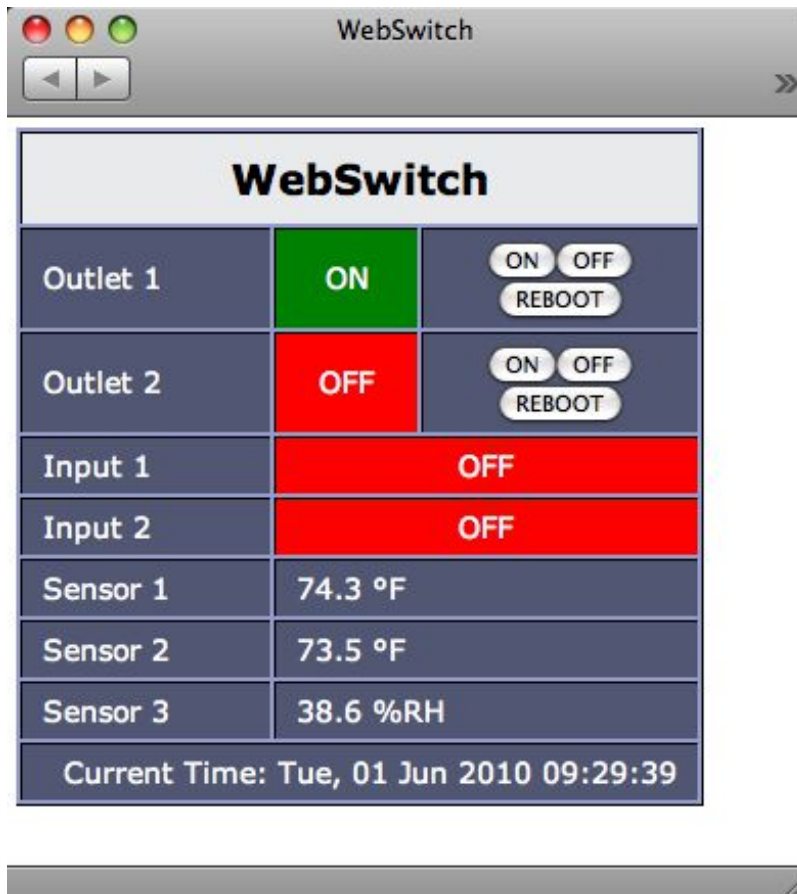 WebSwitch
WebSwitch
Outlet 1 ON ON OFF
REBOOT
Outlet 2 OFF ON OFF
REBOOT
Input 1 OFF
Input 2 OFF
Sensor 1 74.3 °F
Sensor 2 73.5 °F
Sensor 3 38.6 %RH
Current Time: Tue, 01 Jun 2010 09:29:39